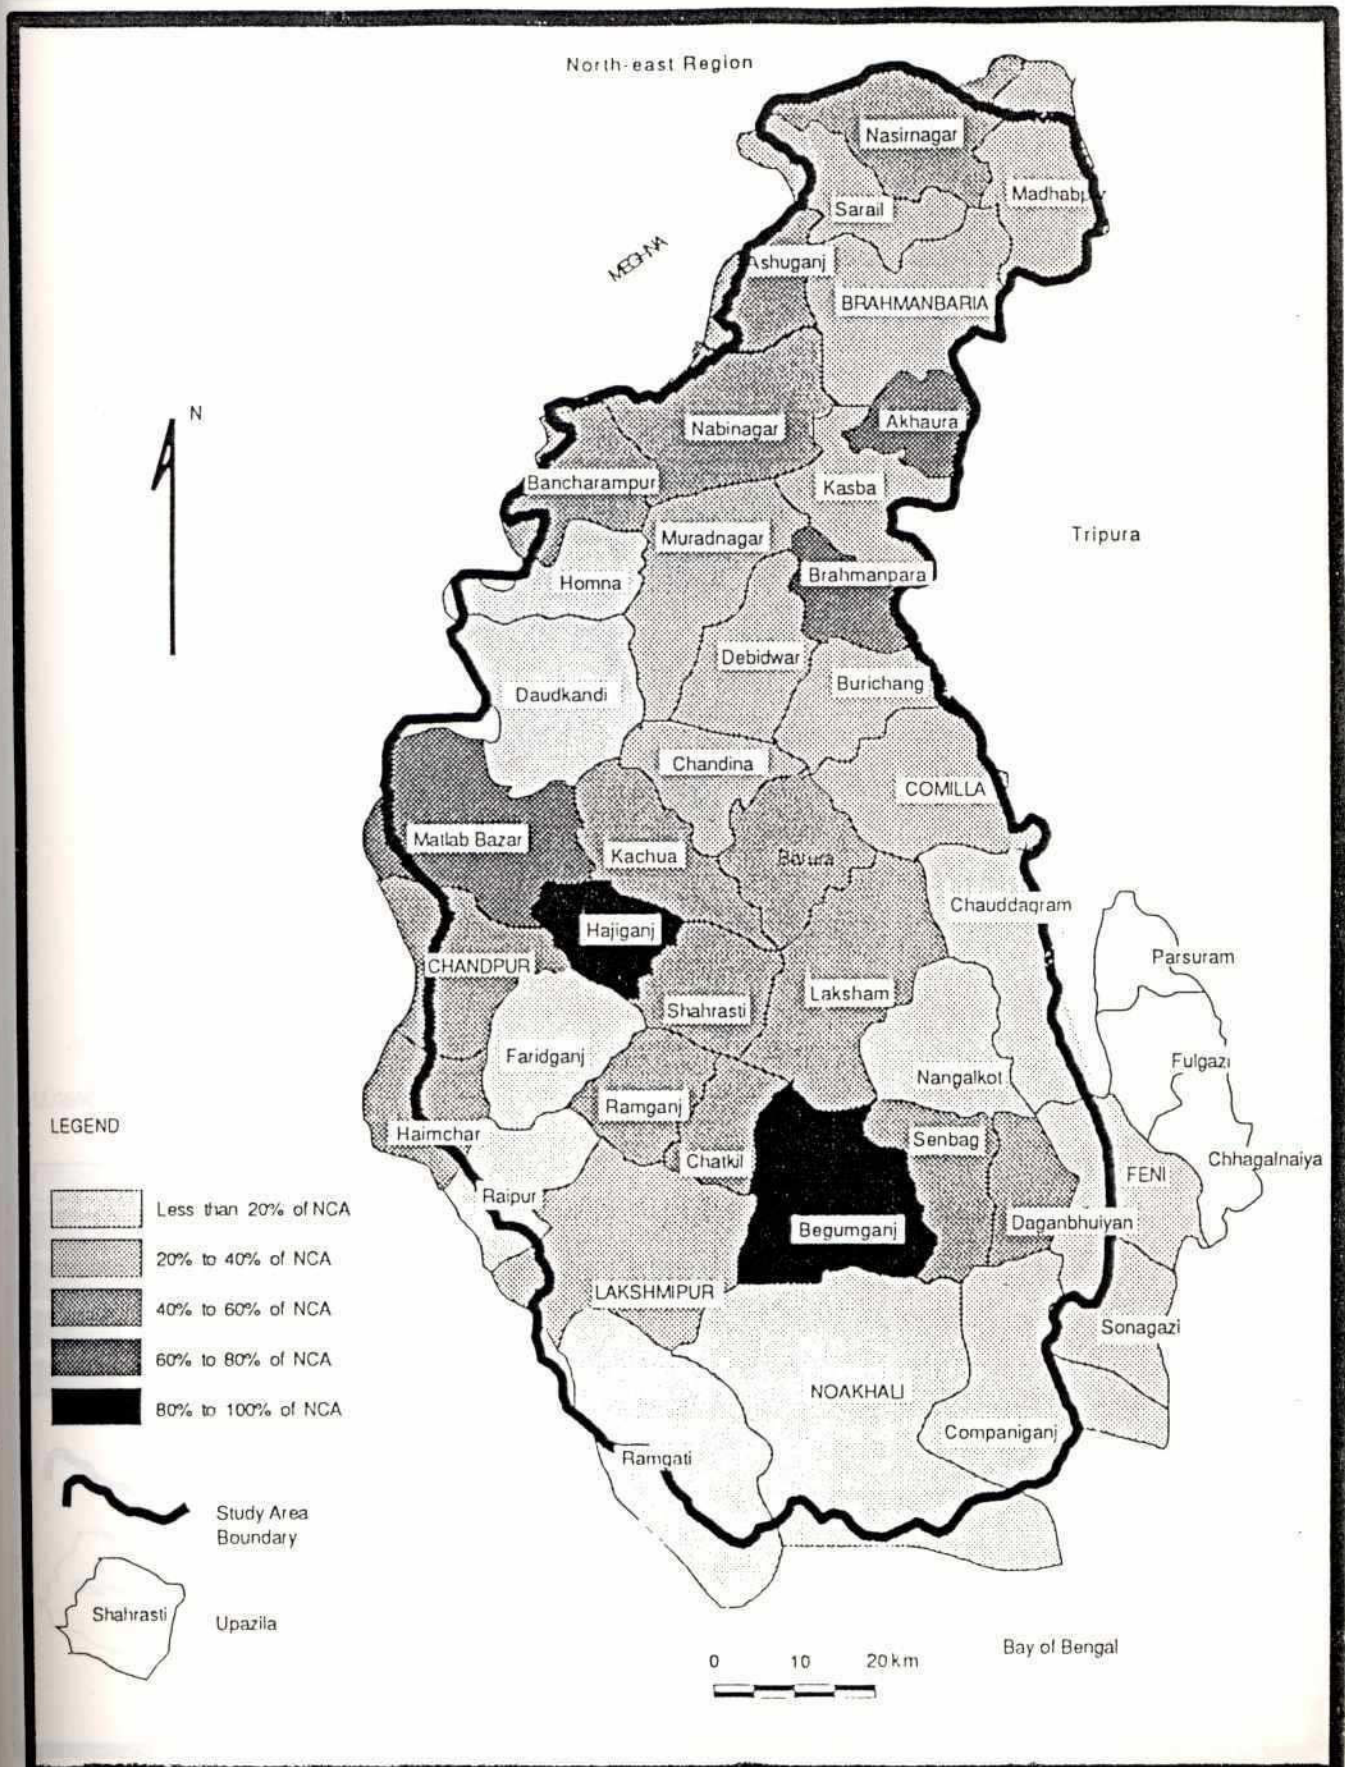 North-east Region
Nasirnagar
Madhabpur
Sarail
MEGHNA
Ashuganj
BRAHMANBARIA
N
Akhaura
Nabinagar
Bancharampur
Kasba
Muradnagar
Tripura
Homna
Brahmanpara
Debidwar
Burichang
Daudkandi
Chandina
COMILLA
Matlab Bazar
Kachua
Barura
Chauddagram
Hajiganj
Parsuram
CHANDPUR
Laksham
Shahrasti
Faridganj
Fulgazi
Nangalkot
Ramganj
LEGEND
Haimchar
Senbag
Chatkil
Chhagalnaiya
FENI
Raipur
Less than 20% of NCA
Daganbhuiyan
Begumganj
20% to 40% of NCA
LAKSHMIPUR
40% to 60% of NCA
Sonagazi
60% to 80% of NCA
NOAKHALI
80% to 100% of NCA
Companiganj
Ramgati
Study Area
Boundary
Shahrasti
Upazila
Bay of Bengal
0 10 20 km